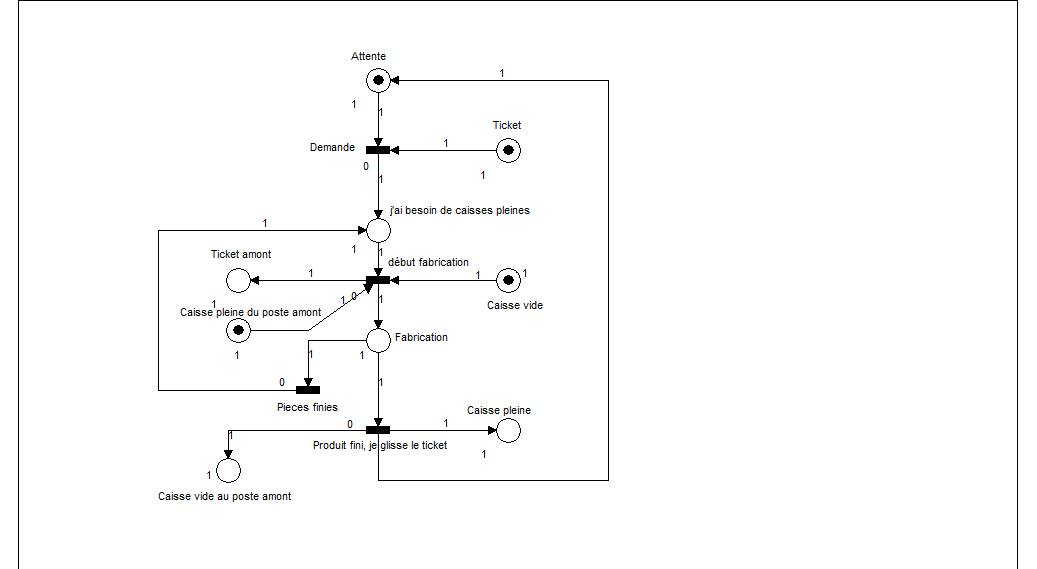 Attente
1
1
1
Ticket
Demande
1
0
1
1
j'ai besoin de caisses pleines
1
1
1
Ticket amont
début fabrication
1
1
1
1
Caisse pleine du poste amont
1 0
1
Caisse vide
Fabrication
1
1
1
0
1
Pieces finies
Caisse pleine
0
1
1
Produit fini, je glisse le ticket
1
1
Caisse vide au poste amont